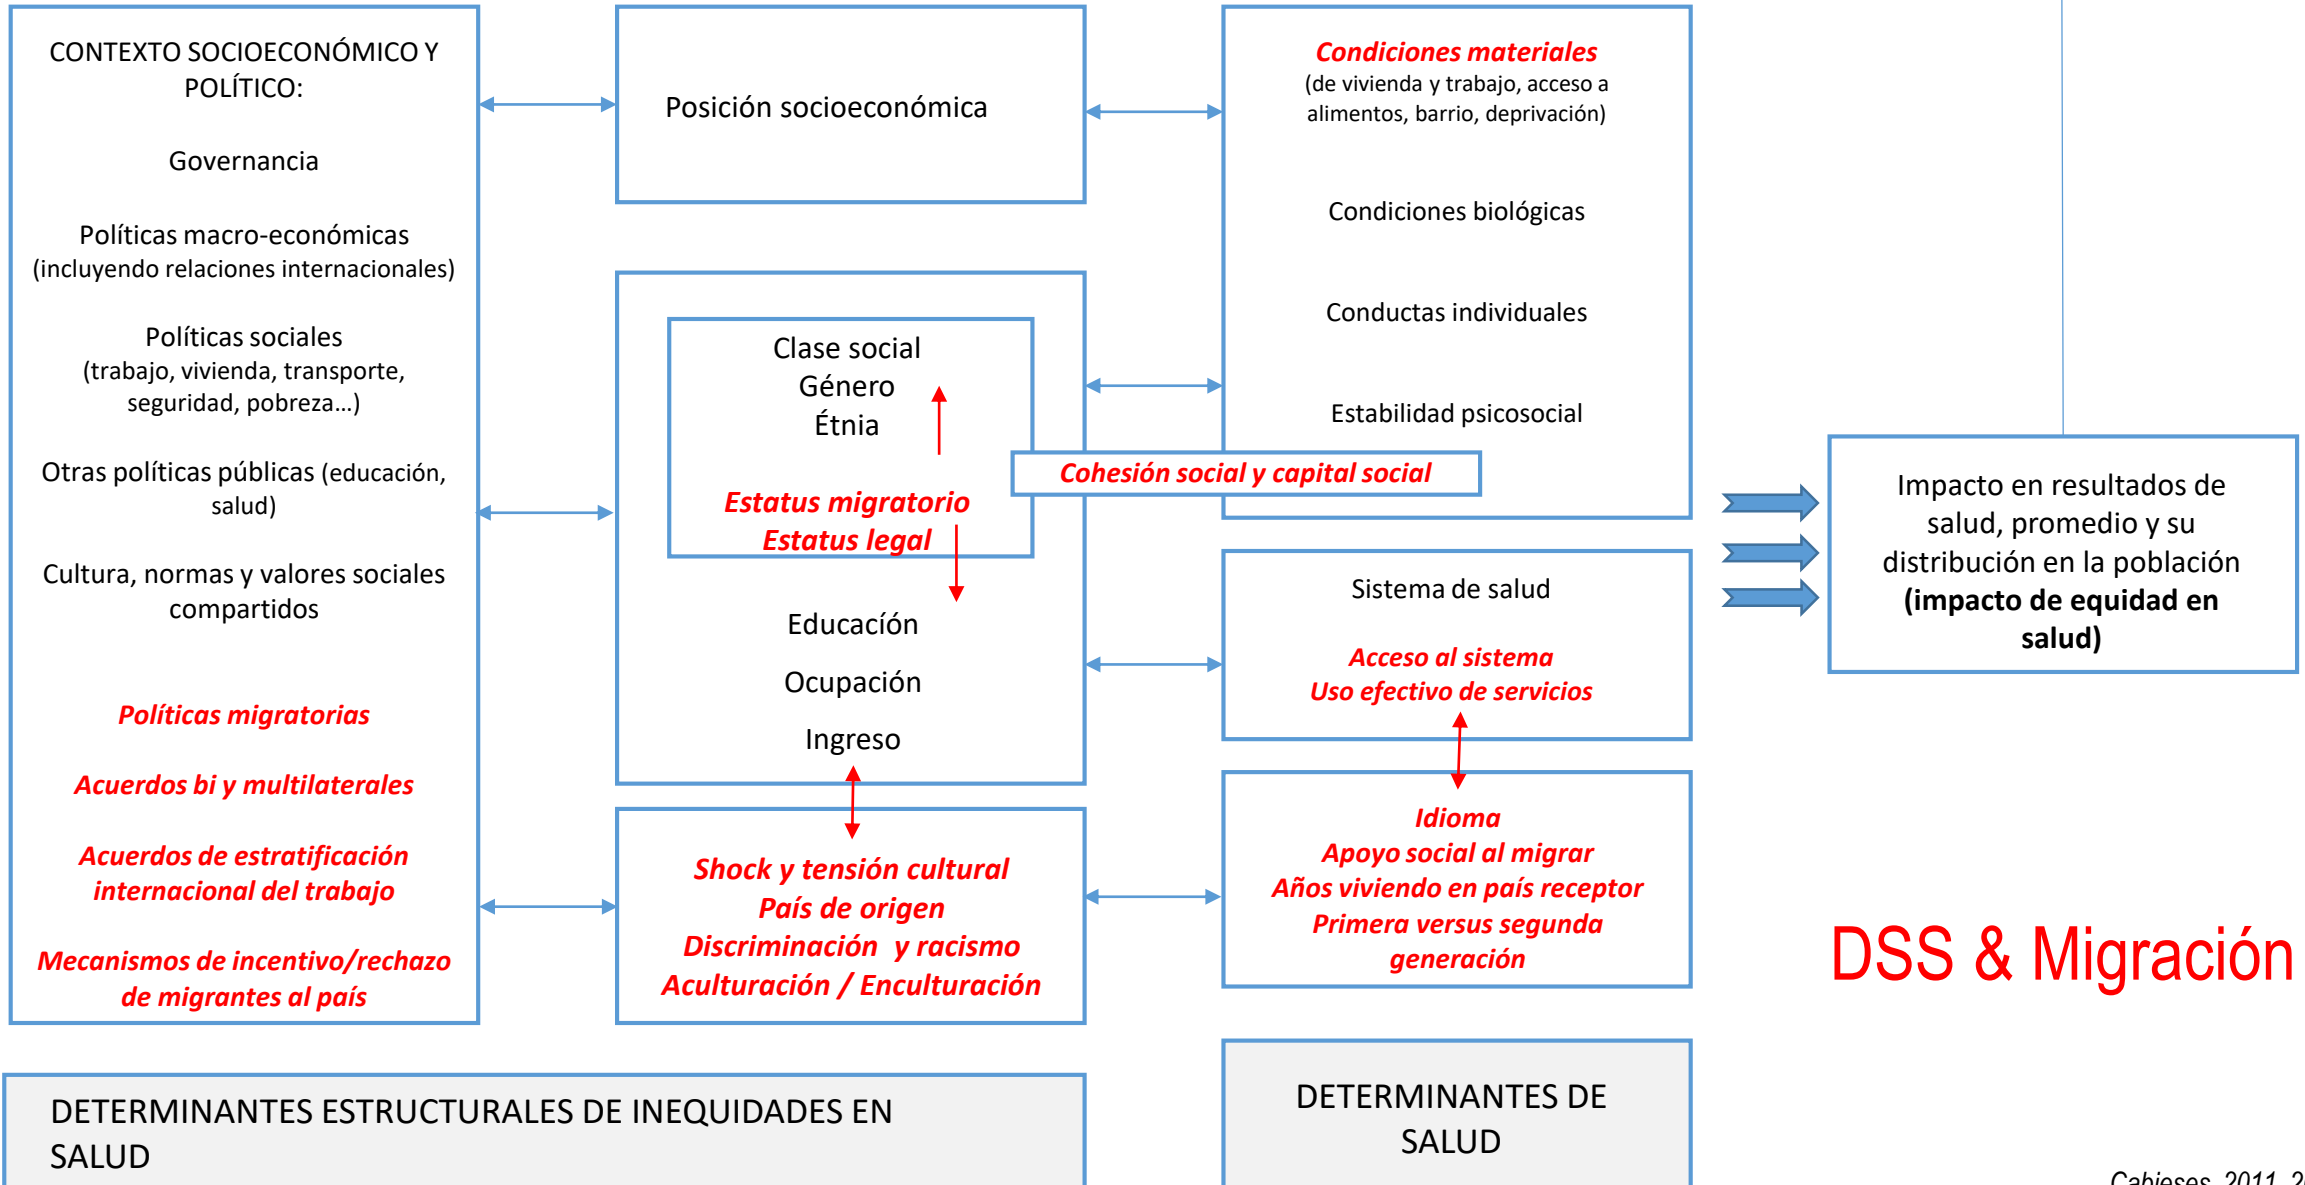 CONTEXTO SOCIOECONÓMICO Y
POLÍTICO:
Governancia
Políticas macro-económicas
(incluyendo relaciones internacionales)
Políticas sociales
(trabajo, vivienda, transporte,
seguridad, pobreza...)
Otras políticas públicas (educación,
salud)
Cultura, normas y valores sociales
compartidos
Políticas migratorias
Acuerdos bi y multilaterales
Acuerdos de estratificación
internacional del trabajo
Mecanismos de incentivo/rechazo
de migrantes al país
Posición socioeconómica
Clase social
Género
Étnia
Estatus migratorio
Estatus legal
Educacíón
Ocupación
Ingreso
Shock y tensión cultural
País de origen
Discriminación y racismo
Aculturación / Enculturación
Condiciones materiales
(de vivienda y trabajo, acceso a
alimentos, barrio, deprivación)
Condiciones biológicas
Conductas individuales
Estabilidad psicosocial
Cohesión social y capital social
Sistema de salud
Acceso al sistema
Uso efectivo de servicios
Idioma
Apoyo social al migrar
Años viviendo en país receptor
Primera versus segunda
generación
Impacto en resultados de
salud, promedio y su
distribución en la población
(impacto de equidad en
salud)
DSS & Migración
DETERMINANTES ESTRUCTURALES DE INEQUIDADES EN
SALUD
DETERMINANTES DE
SALUD
Cabieses, 2011,